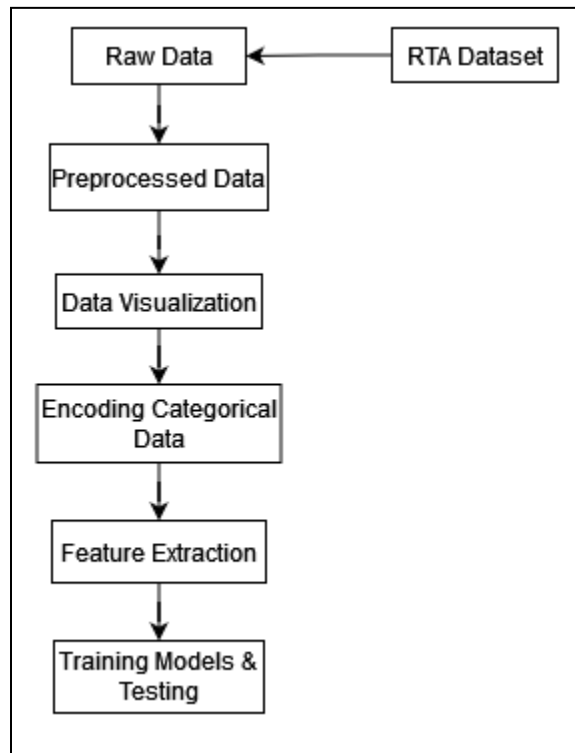 Raw Data
RTA Dataset
Preprocessed Data
Data Visualization
Encoding Categorical
Data
Feature Extraction
Training Models &
Testing